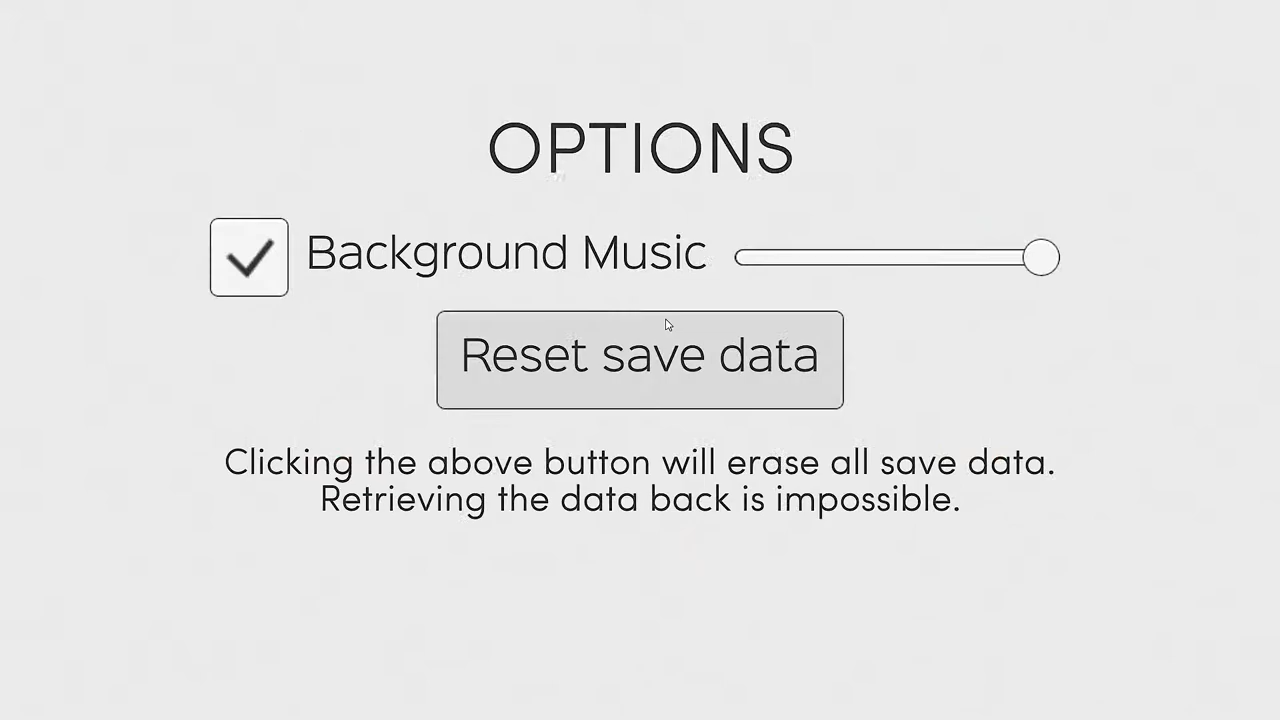 OPTIONS
Background Music
Reset save data
Clicking the above button will erase all save data.
Retrieving the data back is impossible.